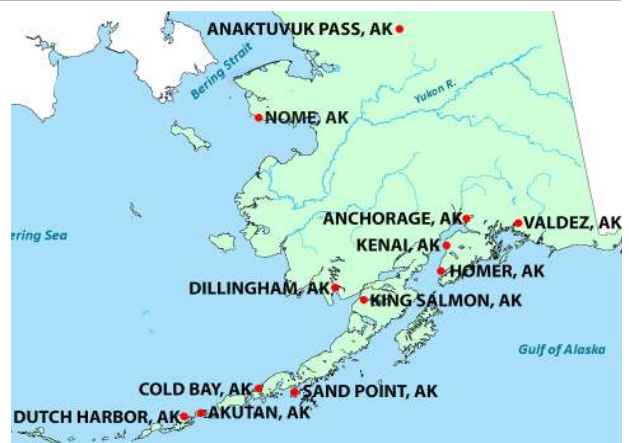 ANAKTUVUK PASS, AK
Bering Strait
Yukon R.
NOME, AK
ANCHORAGE, AK
VALDEZ, AK
ering Sea
KENAI, AK
HOMER, AK
DILLINGHAM, AK
KING SALMON, AK
Gulf of Alaska
COLD BAY, AK
SAND POINT, AK
DUTCH HARBOR, AK
AKUTAN, AK